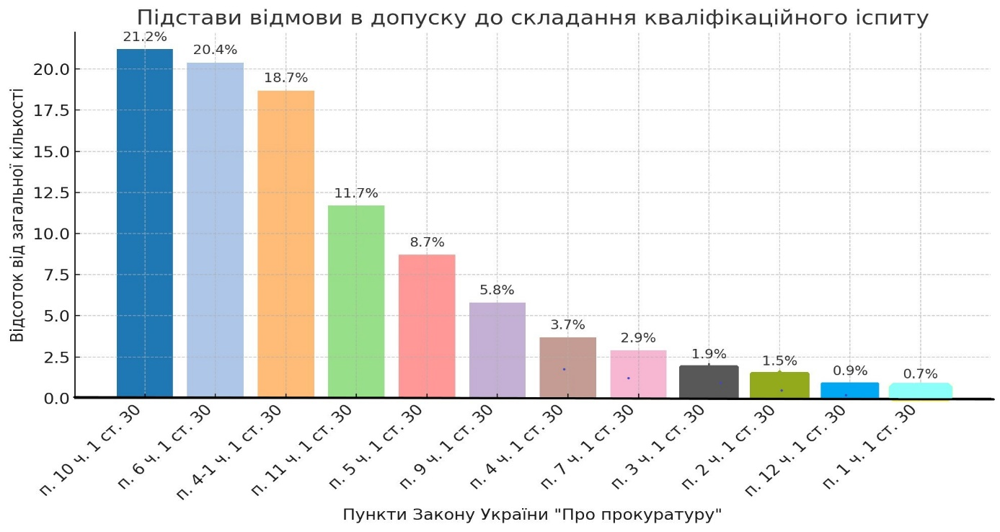 Підстави відмови в допуску до складання кваліфікаційного іспиту
Відсоток від загальної кількості
20.0
17.5
15.0
12.5
10.0
7.5
5.0
2.5
0.0
21.2%
20.4%
18.7%
11.7%
8.7%
5.8%
3.7%
2.9%
1.9%
1.5%
0.9%
0.7%
п. 10 ч. 1 ст. 30
п. 6 ч. 1 ст. 30
п. 4-1 ч. 1 ст. 30
п. 11 ч. 1 ст. 30
п. 5 ч. 1 ст. 30
п. 9 ч. 1 ст. 30
п. 4 ч. 1 ст. 30
п. 7 ч. 1 ст. 30
п. 3 ч. 1 ст. 30
п. 2 ч. 1 ст. 30
п. 12 ч. 1 ст. 30
п. 1 ч. 1 ст. 30
Пункти Закону України "Про прокуратуру"